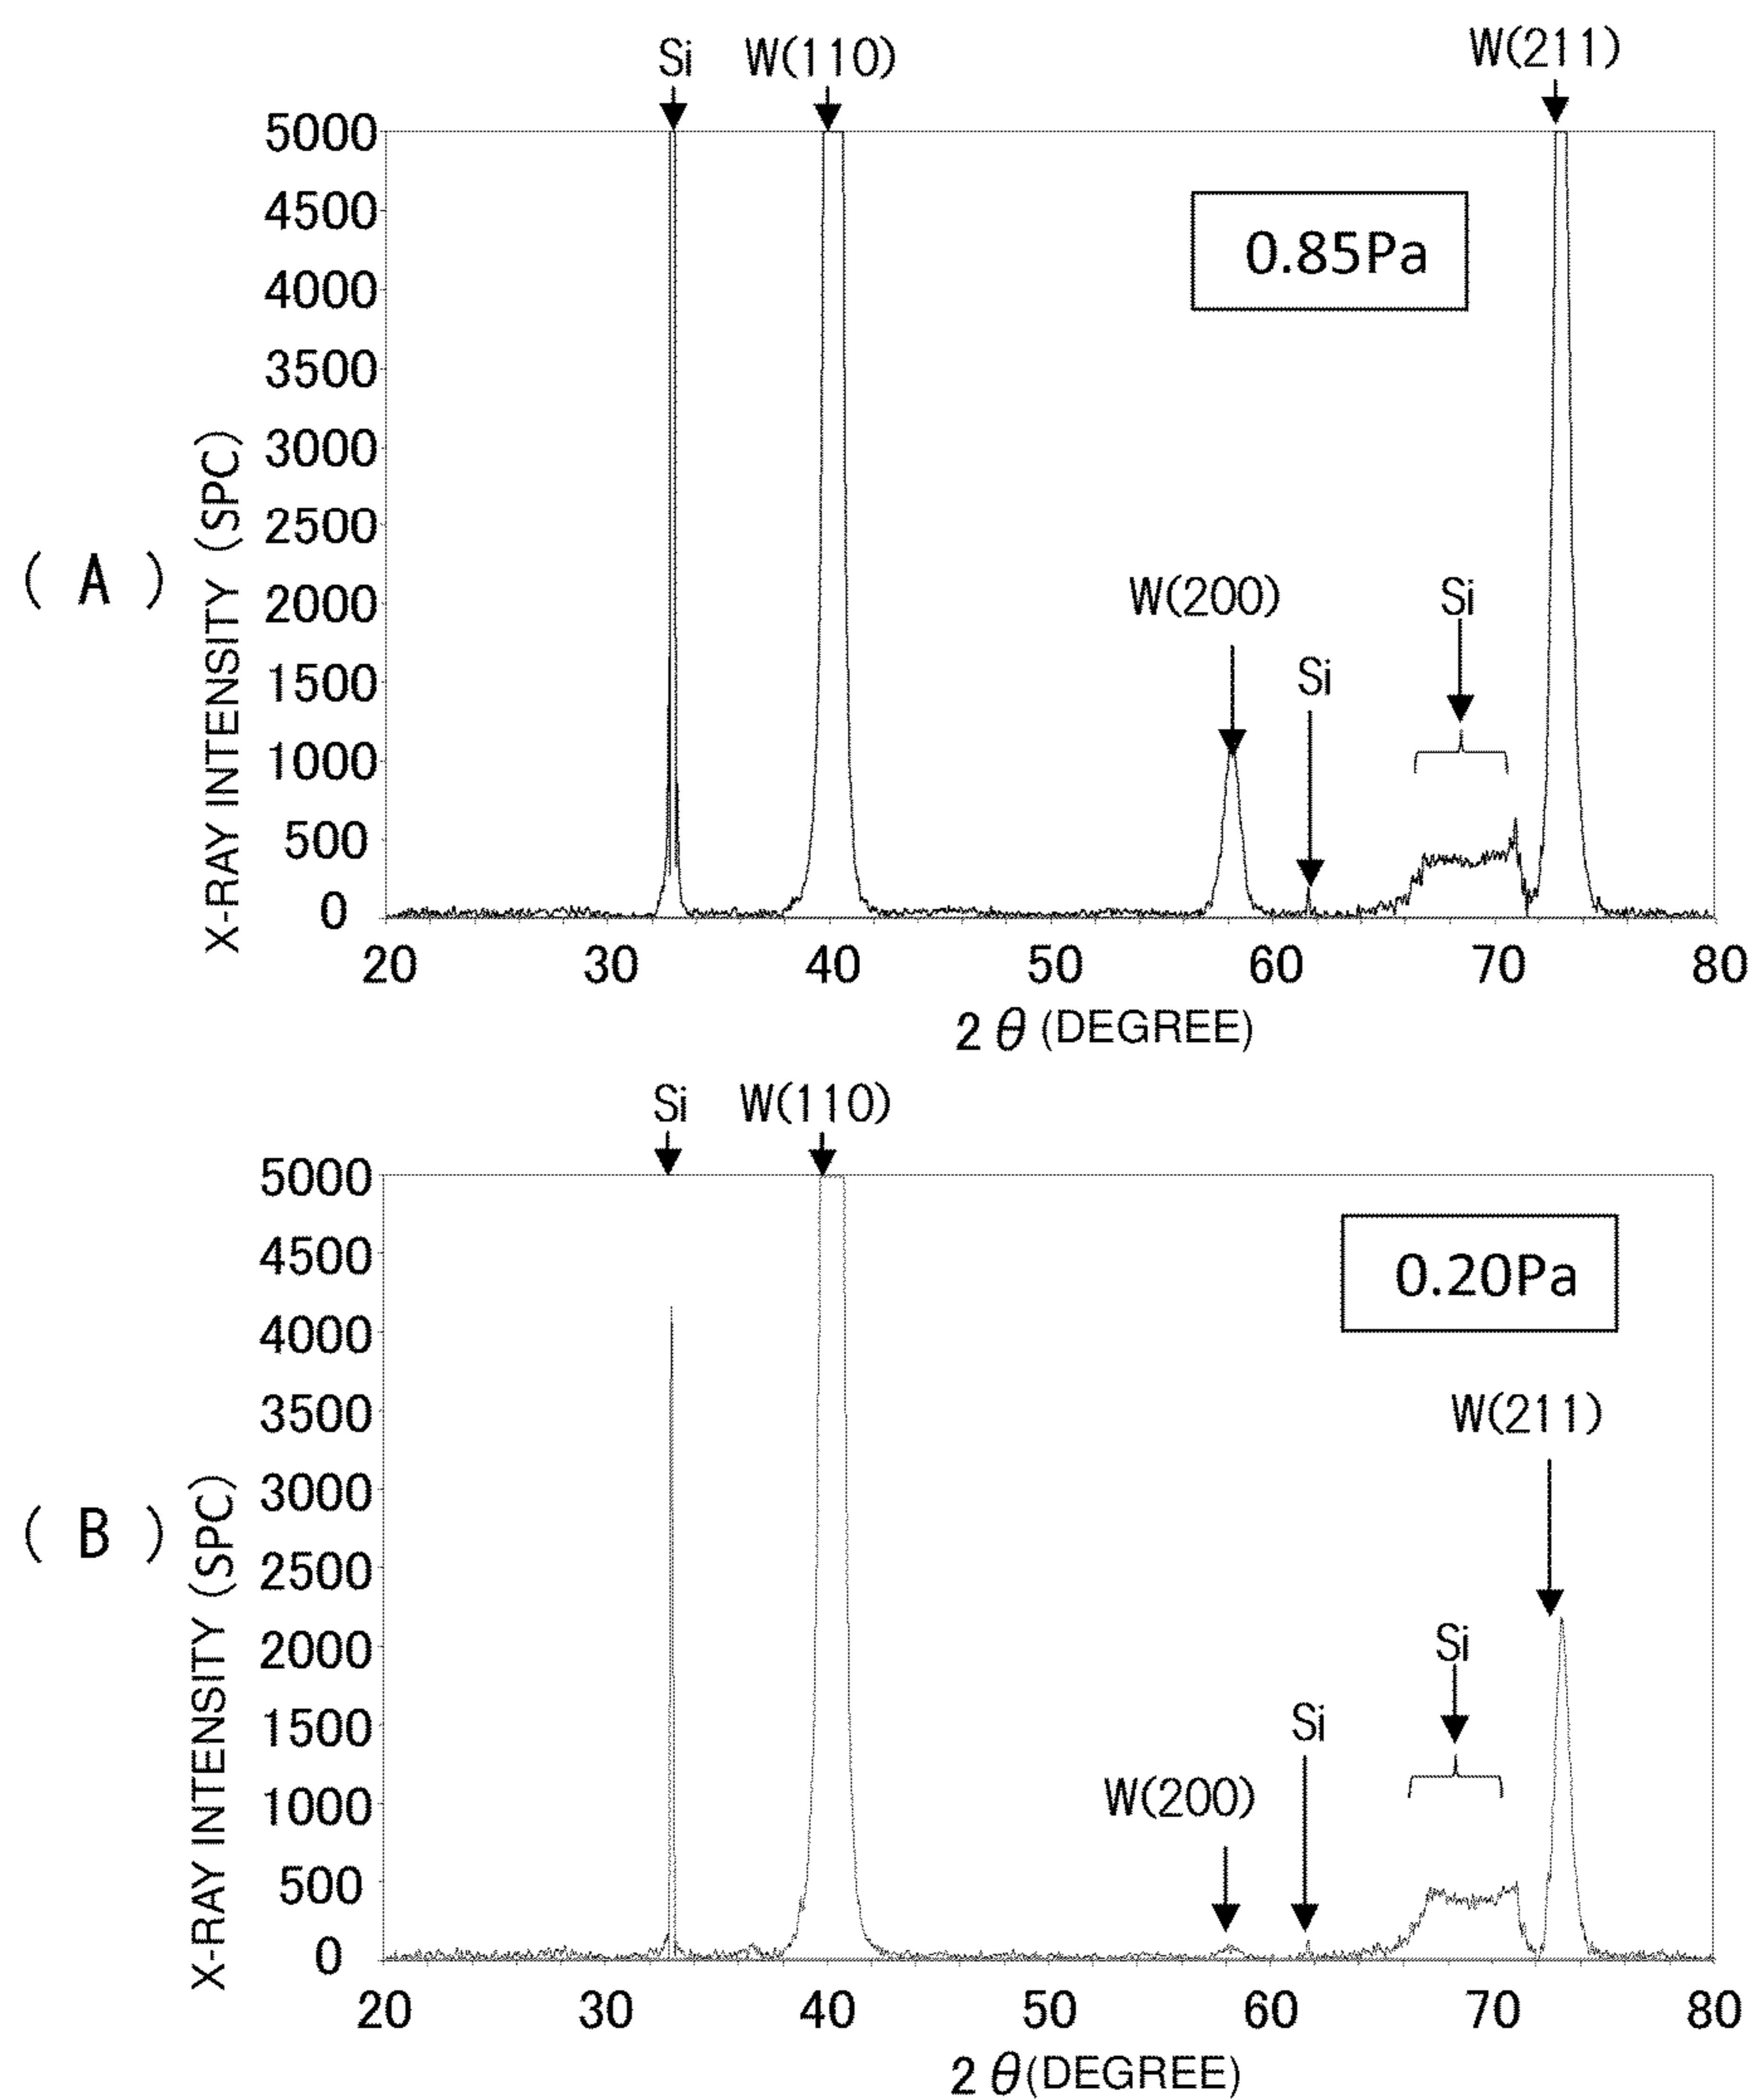 Si W(110) W(211)
5000
4500
0.85Pa
4000
3500
3000
2500
( A )
X-RAY INTENSITY (SPC)
2000
W(200) Si
1500
Si
1000
500
0
20 30 40 50 60 70 80
2 θ (DEGREE)
Si W(110)
5000
4500
0.20Pa
4000
3500
W(211)
3000
( B )
X-RAY INTENSITY (SPC)
2500
2000
Si
1500
Si
1000
W(200)
500
0
20 30 40 50 60 70 80
2 θ (DEGREE)